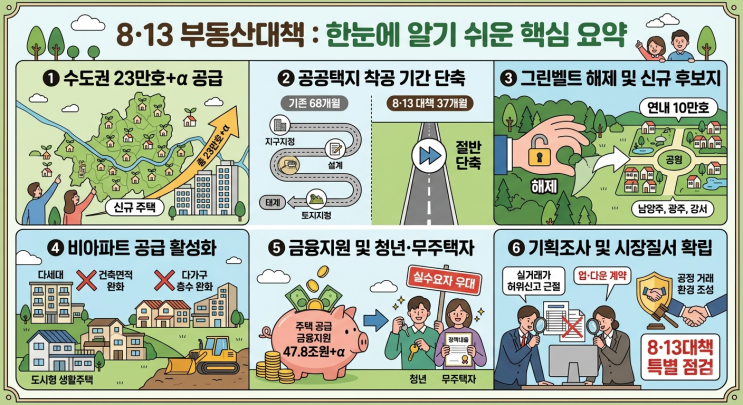 8·13 부동산대책 : 한눈에 알기 쉬운 핵심 요약
❶ 수도권 23만호+α 공급
총 23만호+α
신규 주택
❷ 공공택지 착공 기간 단축
기존 68개월
8·13 대책 37개월
지구지정
설계
태계
토지지정
절반
단축
❸ 그린벨트 해제 및 신규 후보지
연내 10만호
공원
해제
남양주, 광주, 강서
❹ 비아파트 공급 활성화
다세대
건축면적
완화
다가구
층수 완화
도시형 생활주택
❺ 금융지원 및 청년·무주택자
실수요자 우대
주택 공급
금융지원
47.8조원+α
정책대출
청년
무주택자
❻ 기획조사 및 시장질서 확립
실거래가
허위신고 근절
업·다운 계약
공정 거래
환경 조성
8·13대책
특별 점검